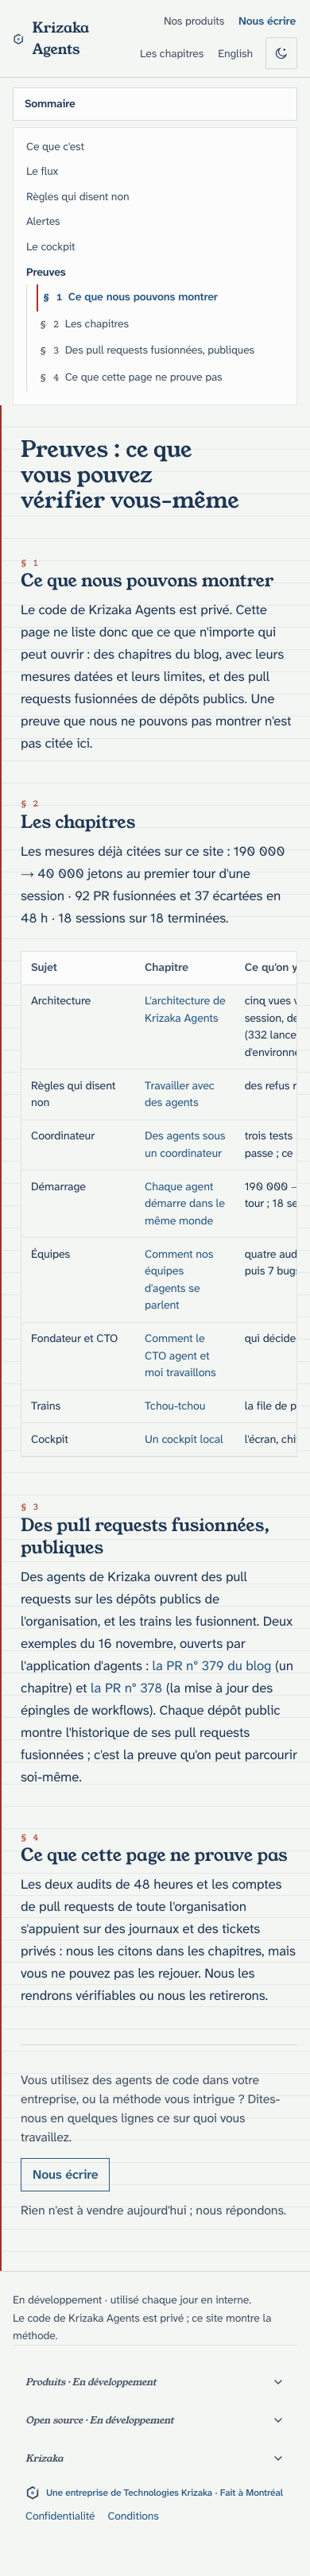 Krizaka
Agents
Nos produits
Nous écrire
Les chapitres
English
Sommaire
Ce que c'est
Le flux
Règles qui disent non
Alertes
Le cockpit
Preuves
§ 1 Ce que nous pouvons montrer
§ 2 Les chapitres
§ 3 Des pull requests fusionnées, publiques
§ 4 Ce que cette page ne prouve pas
Preuves : ce que
vous pouvez
vérifier vous-même
§ 1
Ce que nous pouvons montrer
Le code de Krizaka Agents est privé. Cette
page ne liste donc que ce que n'importe qui
peut ouvrir : des chapitres du blog, avec leurs
mesures datées et leurs limites, et des pull
requests fusionnées de dépôts publics. Une
preuve que nous ne pouvons pas montrer n'est
pas citée ici.
§ 2
Les chapitres
Les mesures déjà citées sur ce site : 190 000
→ 40 000 jetons au premier tour d'une
session · 92 PR fusionnées et 37 écartées en
48 h · 18 sessions sur 18 terminées.
Sujet Chapitre Ce qu'on y
Architecture L'architecture de Krizaka Agents cinq vues
session, de
(332 lance
d'environne
Règles qui disent non Travailler avec des agents des refus
Coordinateur Des agents sous un coordinateur trois tests
passe ; ce
Démarrage Chaque agent démarre dans le même monde 190 000
tour ; 18 se
Équipes Comment nos équipes d'agents se parlent quatre aud
puis 7 bugs
Fondateur et CTO Comment le CTO agent et moi travaillons qui décide
Trains Tchou-tchou la file de p
Cockpit Un cockpit local l'écran, chi
§ 3
Des pull requests fusionnées,
publiques
Des agents de Krizaka ouvrent des pull
requests sur les dépôts publics de
l'organisation, et les trains les fusionnent. Deux
exemples du 16 novembre, ouverts par
l'application d'agents : la PR n° 379 du blog (un
chapitre) et la PR n° 378 (la mise à jour des
épingles de workflows). Chaque dépôt public
montre l'historique de ses pull requests
fusionnées ; c'est la preuve qu'on peut parcourir
soi-même.
§ 4
Ce que cette page ne prouve pas
Les deux audits de 48 heures et les comptes
de pull requests de toute l'organisation
s'appuient sur des journaux et des tickets
privés : nous les citons dans les chapitres, mais
vous ne pouvez pas les rejouer. Nous les
rendrons vérifiables ou nous les retirerons.
Vous utilisez des agents de code dans votre
entreprise, ou la méthode vous intrigue ? Dites-
nous en quelques lignes ce sur quoi vous
travaillez.
Nous écrire
Rien n'est à vendre aujourd'hui ; nous répondons.
En développement · utilisé chaque jour en interne.
Le code de Krizaka Agents est privé ; ce site montre la
méthode.
Produits · En développement
Open source · En développement
Krizaka
Une entreprise de Technologies Krizaka · Fait à Montréal
Confidentialité Conditions